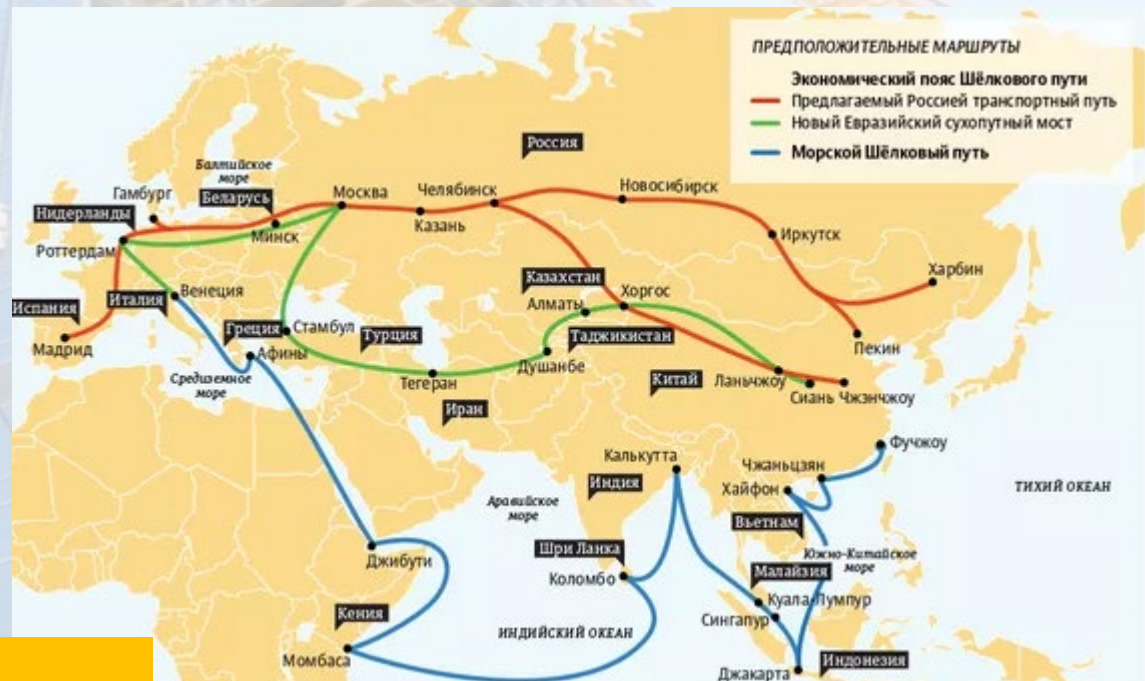 ПРЕДПОЛОЖИТЕЛЬНЫЕ МАРШРУТЫ
Экономический пояс Шёлкового пути
Предлагаемый Россией транспортный путь
Новый Евразийский сухопутный мост
Морской Шёлковый путь
Россия
Балтийское
море
Гамбург
Беларусь
Москва
Челябинск
Новосибирск
Нидерланды
Минск
Казань
Роттердам
Иркутск
Харбин
Казахстан
Испания
Италия
Венеция
Алматы
Хоргос
Греция
Стамбул
Турция
Таджикистан
Мадрид
Афины
Пекин
Душанбе
Средиземное
море
Тегеран
Китай
Ланьчжоу
Сиань
Чжэнчжоу
Иран
Фучжоу
Калькутта
Чжаньцзян
Индия
Хайфон
ТИХИЙ ОКЕАН
Аравийское
море
Вьетнам
Шри Ланка
Южно-Китайское
море
Джибути
Коломбо
Малайзия
Куала-Пумпур
Кения
Сингапур
ИНДИЙСКИЙ ОКЕАН
Момбаса
Джакарта
Индонезия